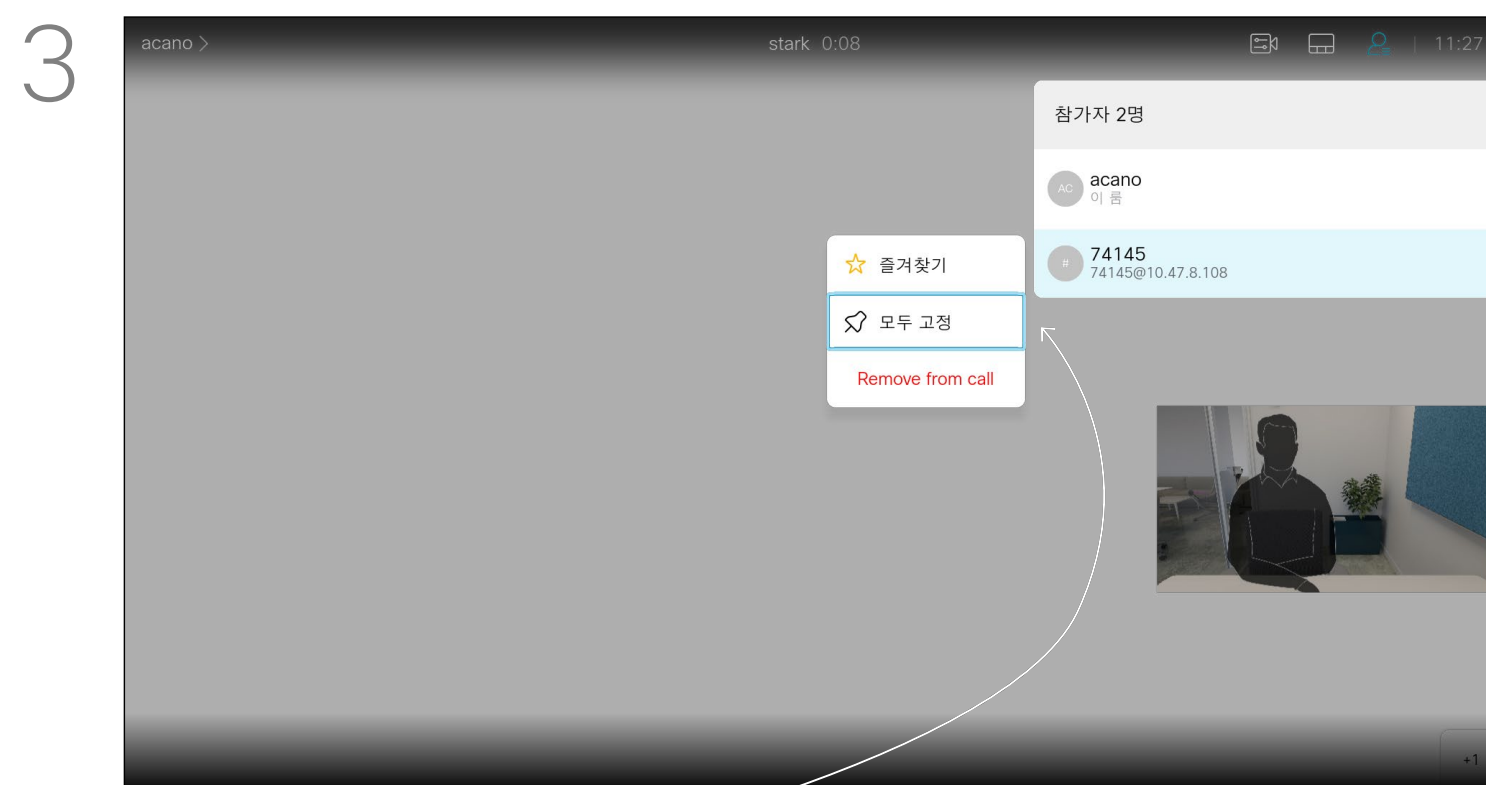 3
acano >
stark 0:08
11:27
참가자 2명
AC
acano
이 룸
#
74145
74145@10.47.8.108
즐겨찾기
모두 고정
Remove from call
+1